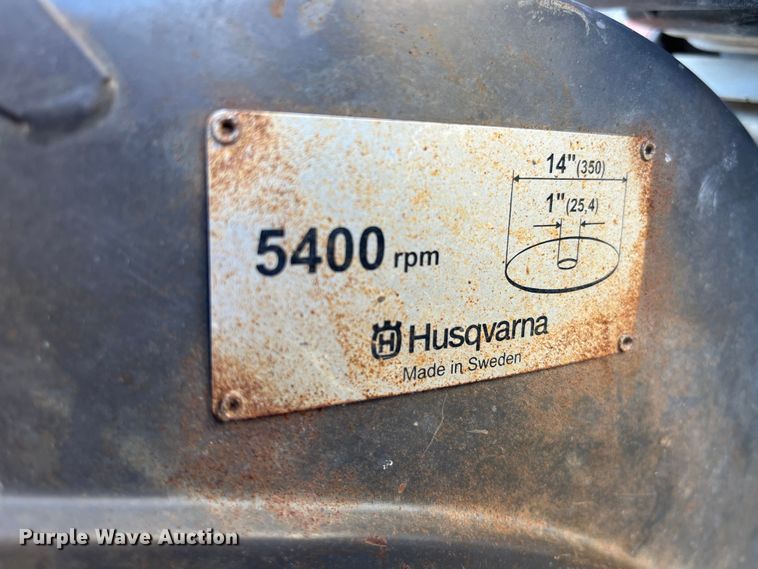 14"(350)
1"(25,4)
5400 rpm
H Husqvarna
Made in Sweden
Purple Wave Auction